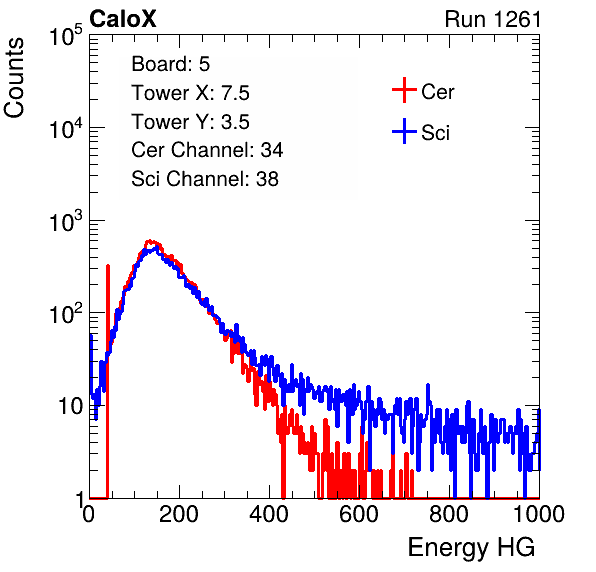 CaloX Run 1261
Counts
Board: 5
Tower X: 7.5
Tower Y: 3.5
Cer Channel: 34
Sci Channel: 38
Cer
Sci
10^5
10^4
10^3
10^2
10
1
0 200 400 600 800 1000
Energy HG